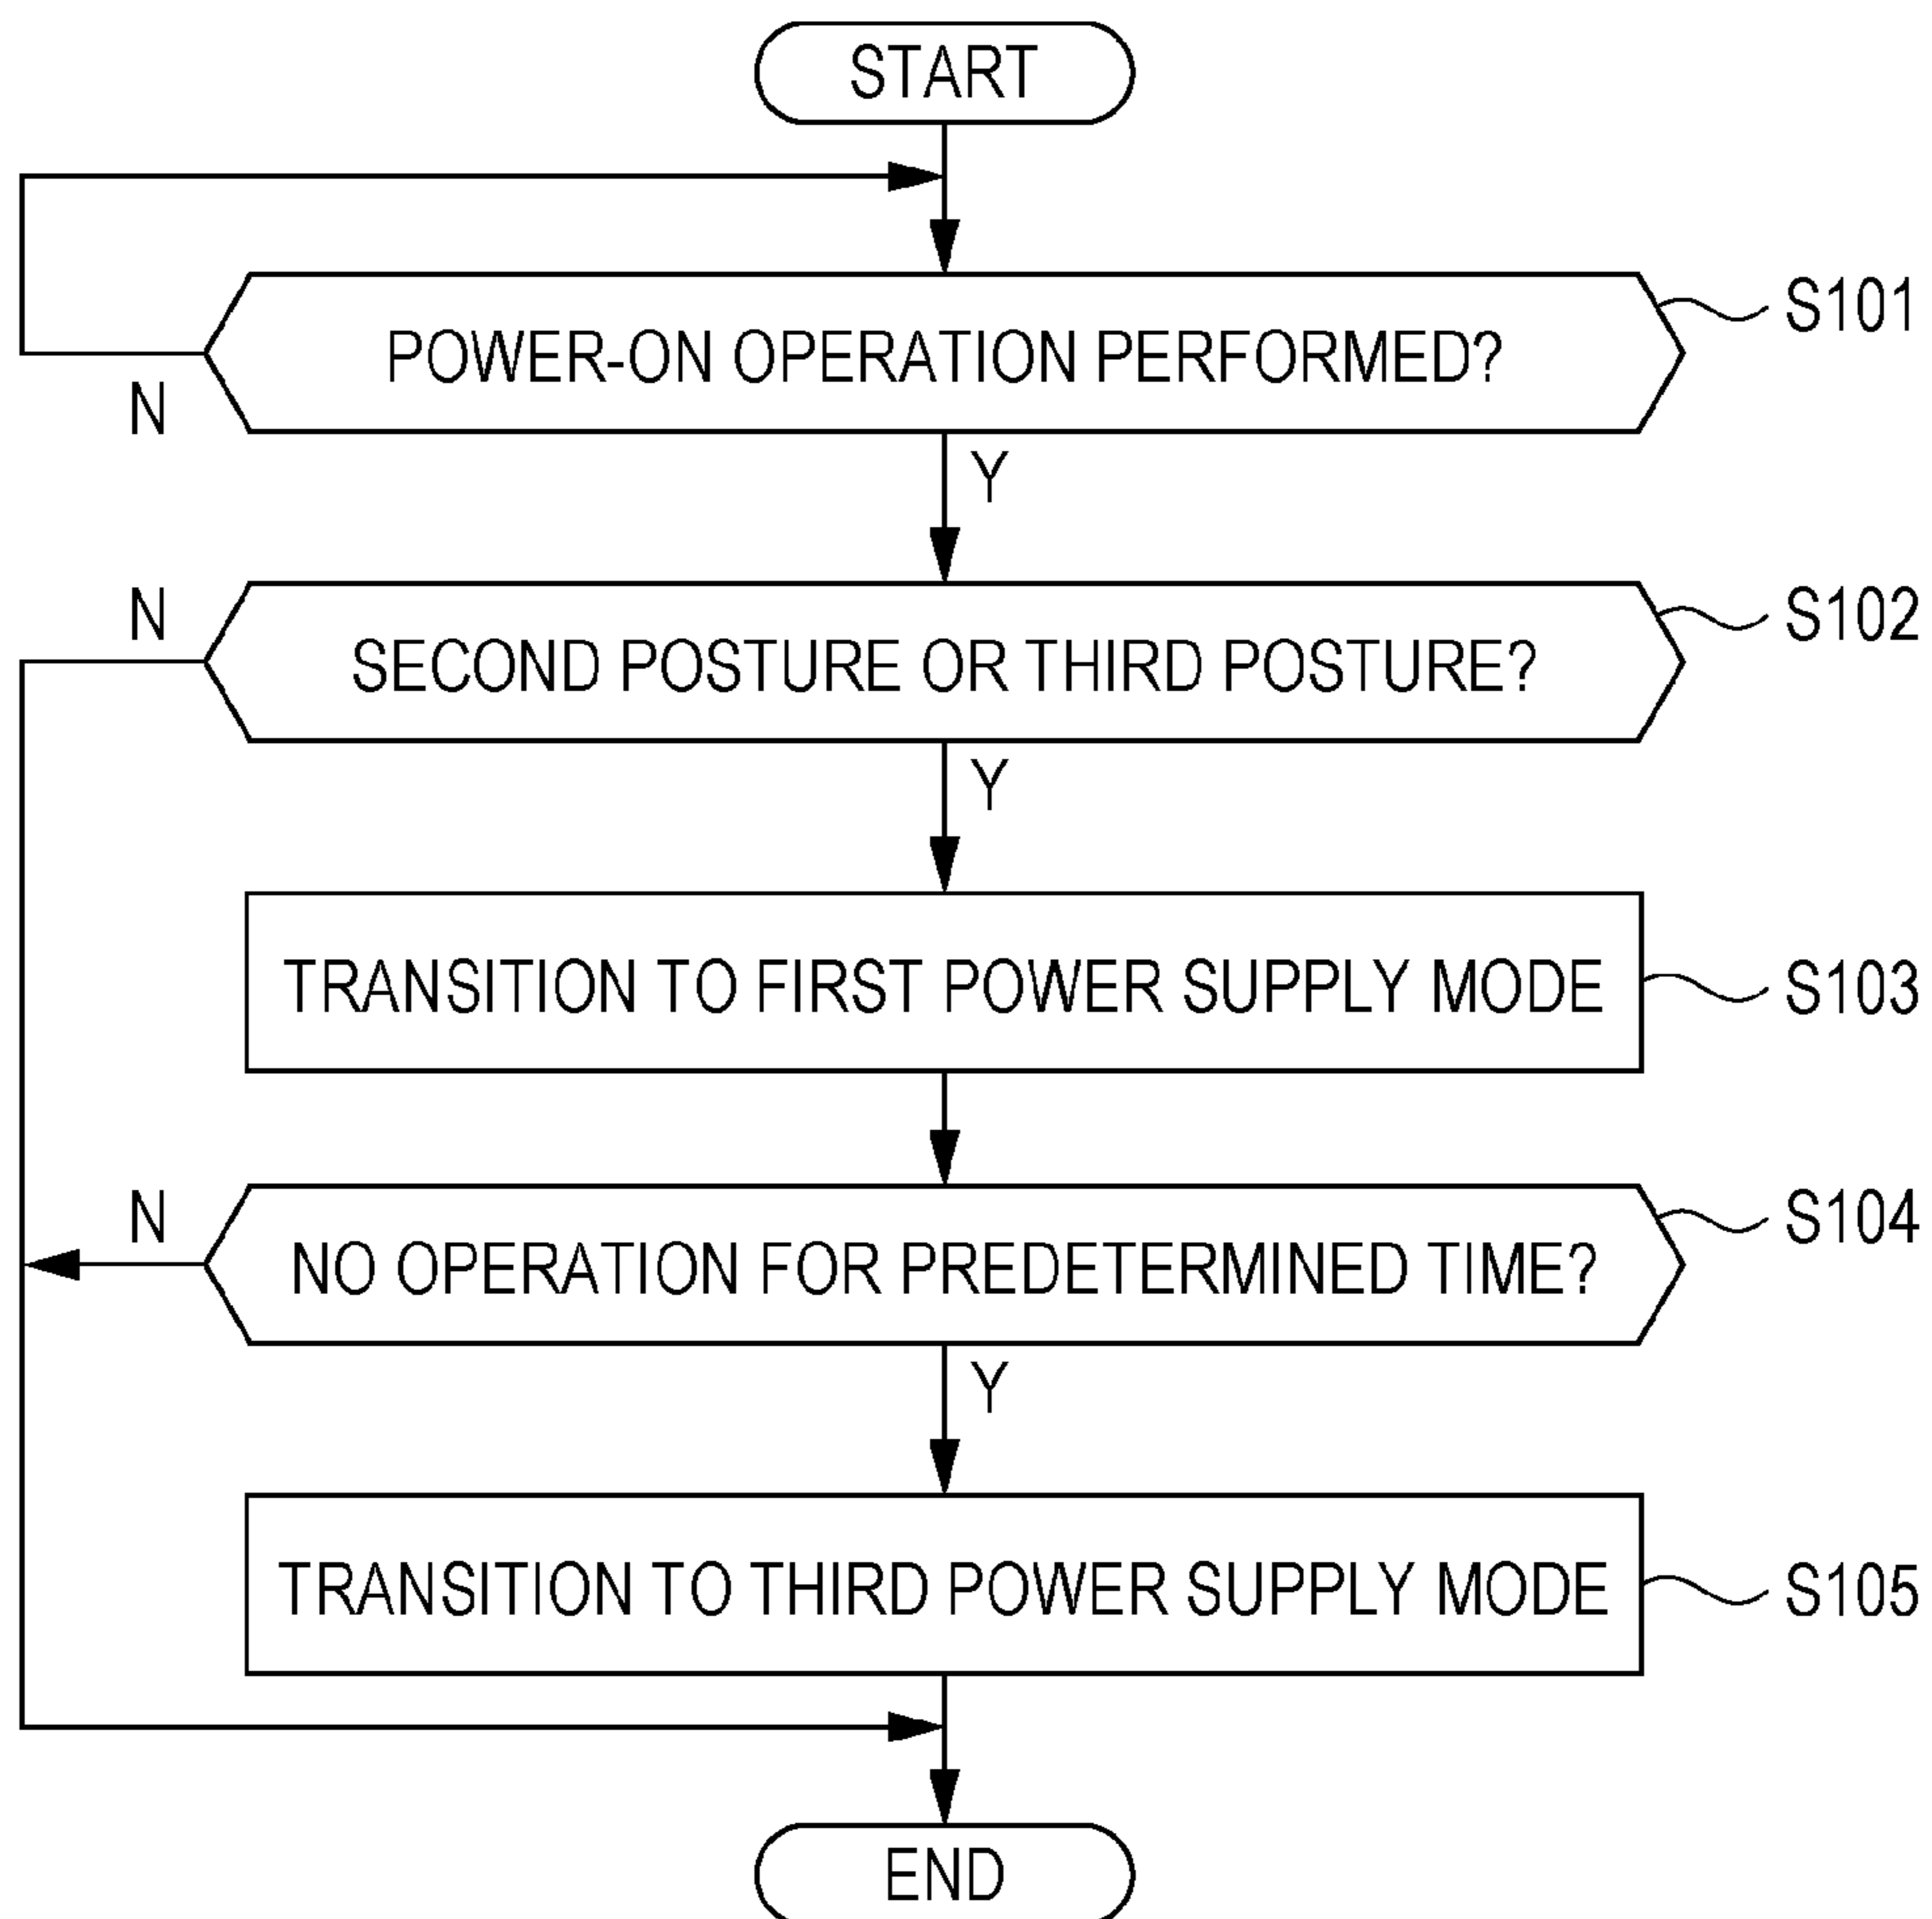 START
POWER-ON OPERATION PERFORMED?
S101
N
Y
N
SECOND POSTURE OR THIRD POSTURE?
S102
Y
TRANSITION TO FIRST POWER SUPPLY MODE
S103
N
NO OPERATION FOR PREDETERMINED TIME?
S104
Y
TRANSITION TO THIRD POWER SUPPLY MODE
S105
END